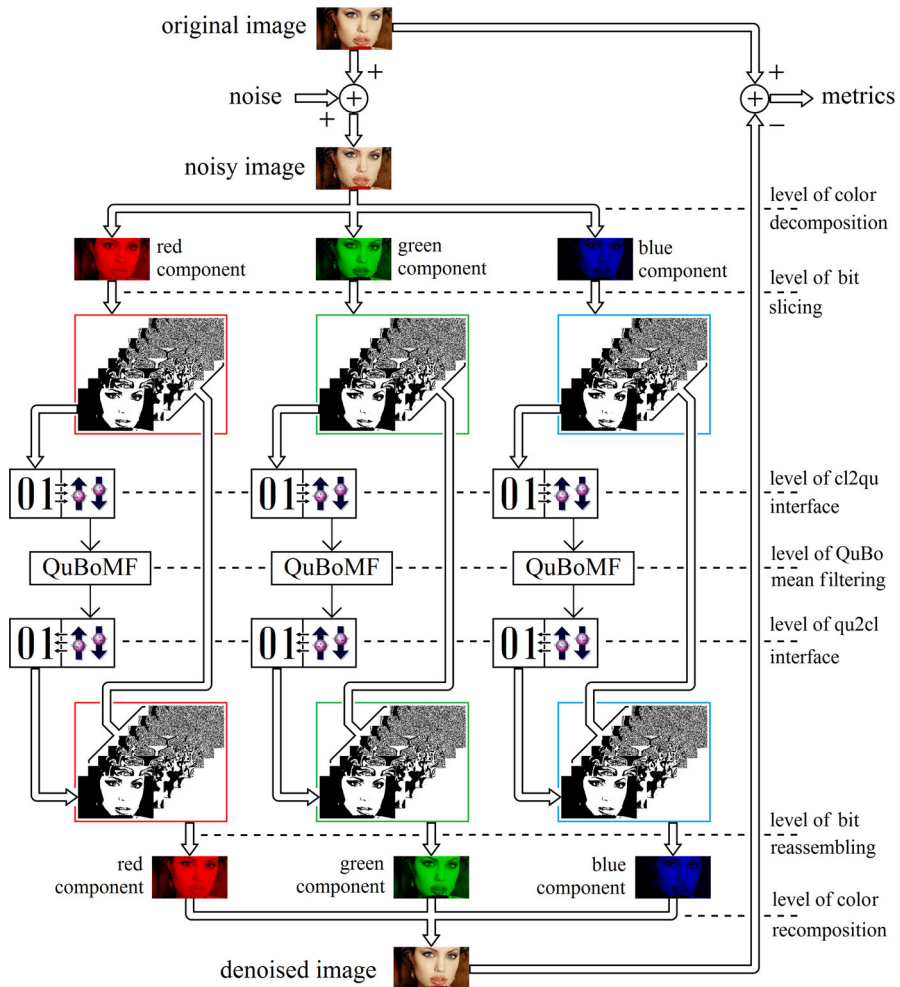 original image
+
+
noise
+
+
+
metrics
−
noisy image
level of color
decomposition
red
component
green
component
blue
component
level of bit
slicing
01
01
01
level of cl2qu
interface
QuBoMF
QuBoMF
QuBoMF
level of QuBo
mean filtering
01
01
01
level of qu2cl
interface
level of bit
reassembling
red
component
green
component
blue
component
level of color
recomposition
denoised image